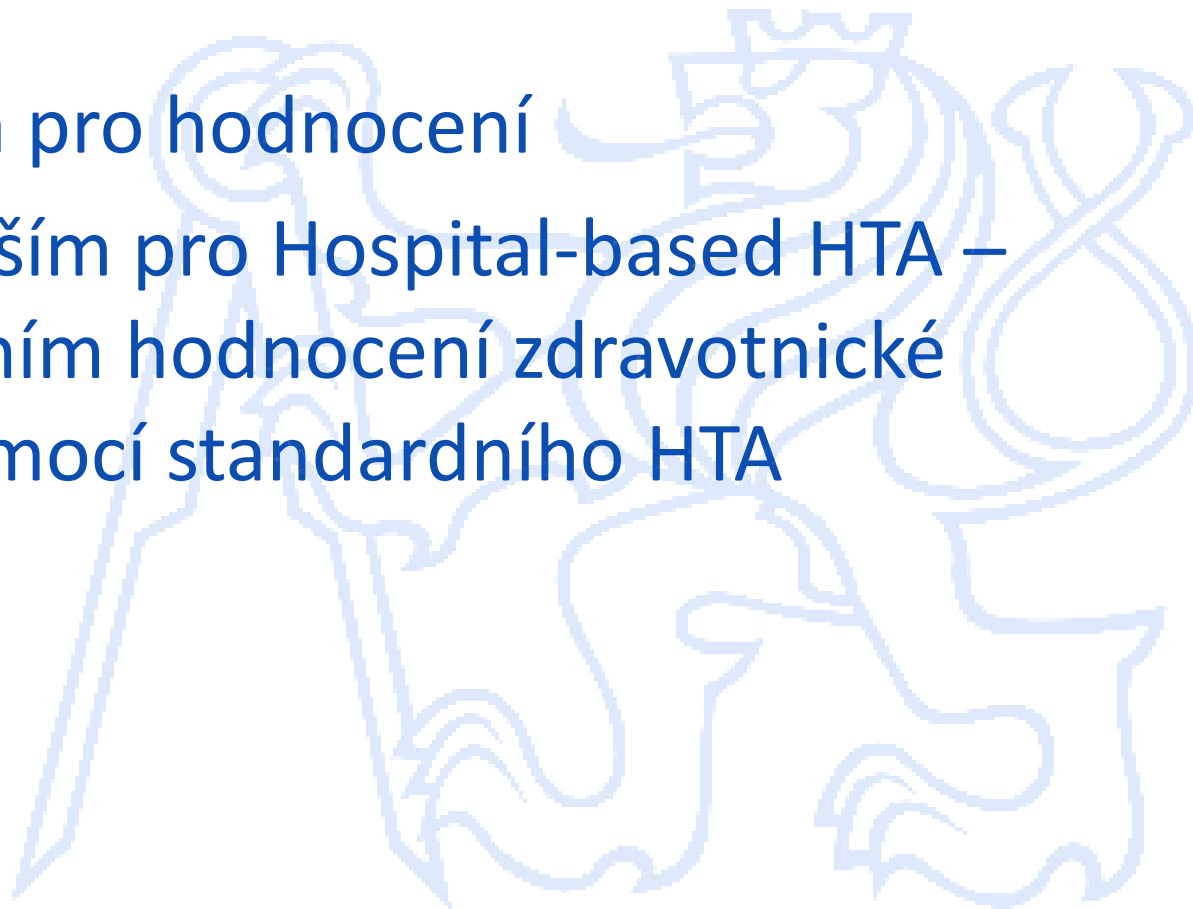 pro hodnocení
ším pro Hospital-based HTA –
ním hodnocení zdravotnické
mocí standardního HTA